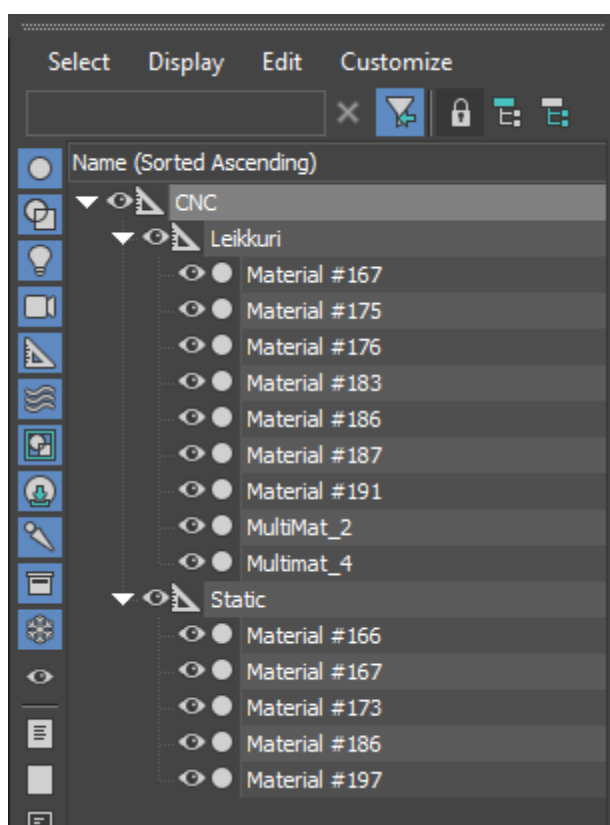 Select Display Edit Customize
Name (Sorted Ascending)
CNC
Leikkuri
Material #167
Material #175
Material #176
Material #183
Material #186
Material #187
Material #191
MultiMat_2
Multimat_4
Static
Material #166
Material #167
Material #173
Material #186
Material #197